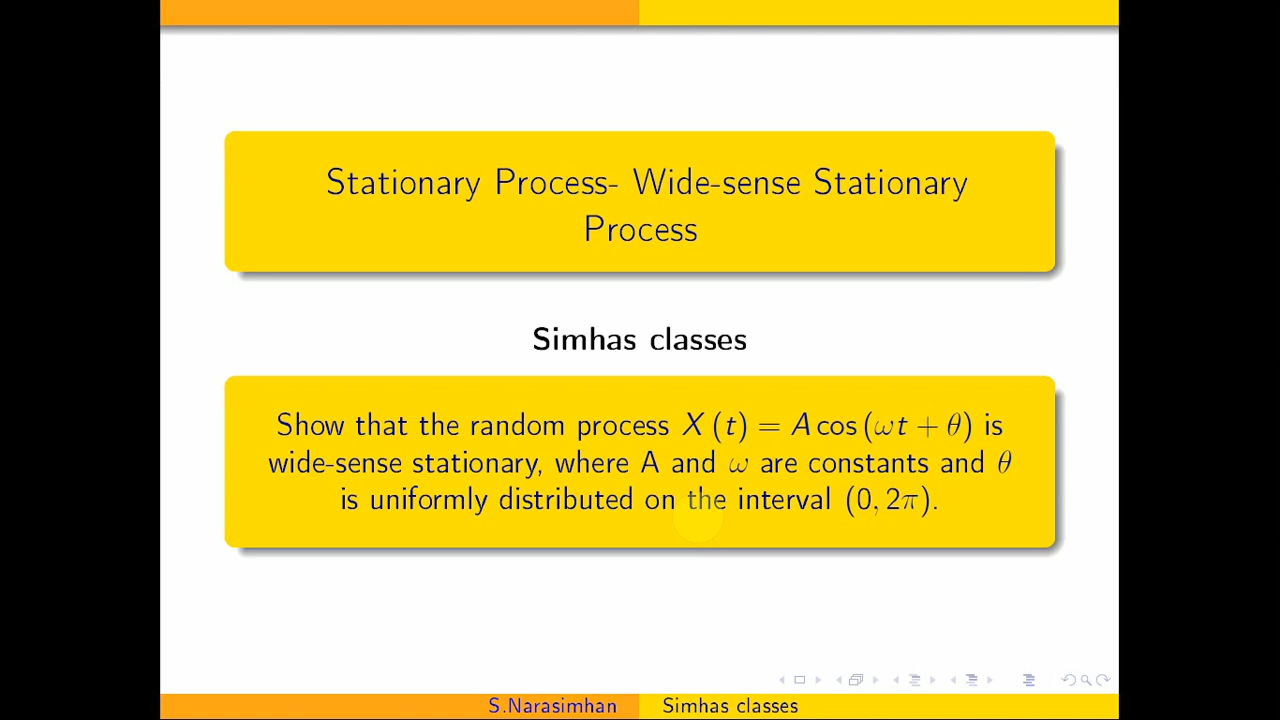 Stationary Process- Wide-sense Stationary
Process
Simhas classes
Show that the random process X (t) = A cos (ωt + θ) is
wide-sense stationary, where A and ω are constants and θ
is uniformly distributed on the interval (0, 2π).
S.Narasimhan
Simhas classes